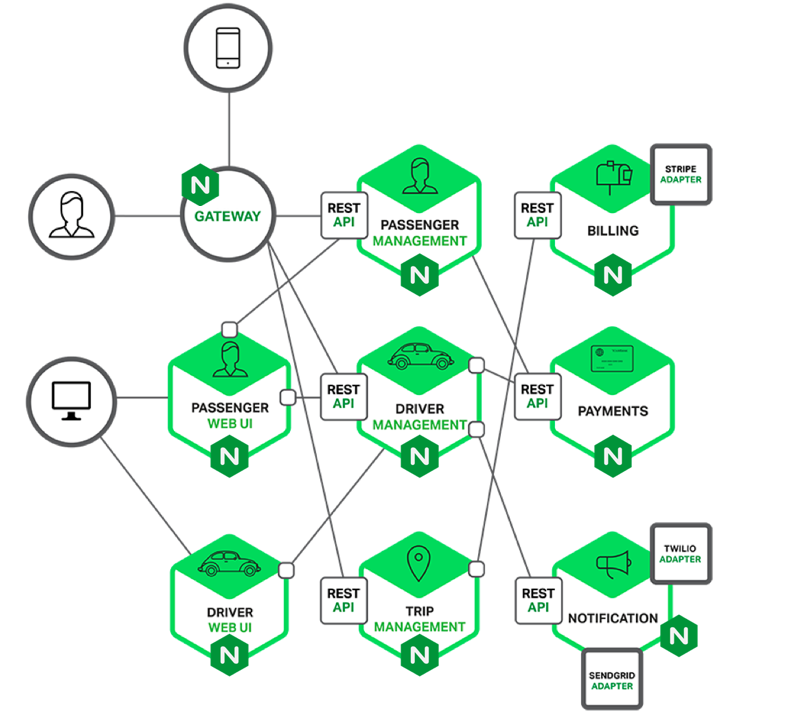 N
GATEWAY
REST
API
PASSENGER
MANAGEMENT
N
REST
API
BILLING
STRIPE
ADAPTER
N
PASSENGER
WEB UI
N
REST
API
DRIVER
MANAGEMENT
N
REST
API
PAYMENTS
N
DRIVER
WEB UI
N
REST
API
TRIP
MANAGEMENT
N
REST
API
NOTIFICATION
TWILIO
ADAPTER
N
SENDGRID
ADAPTER